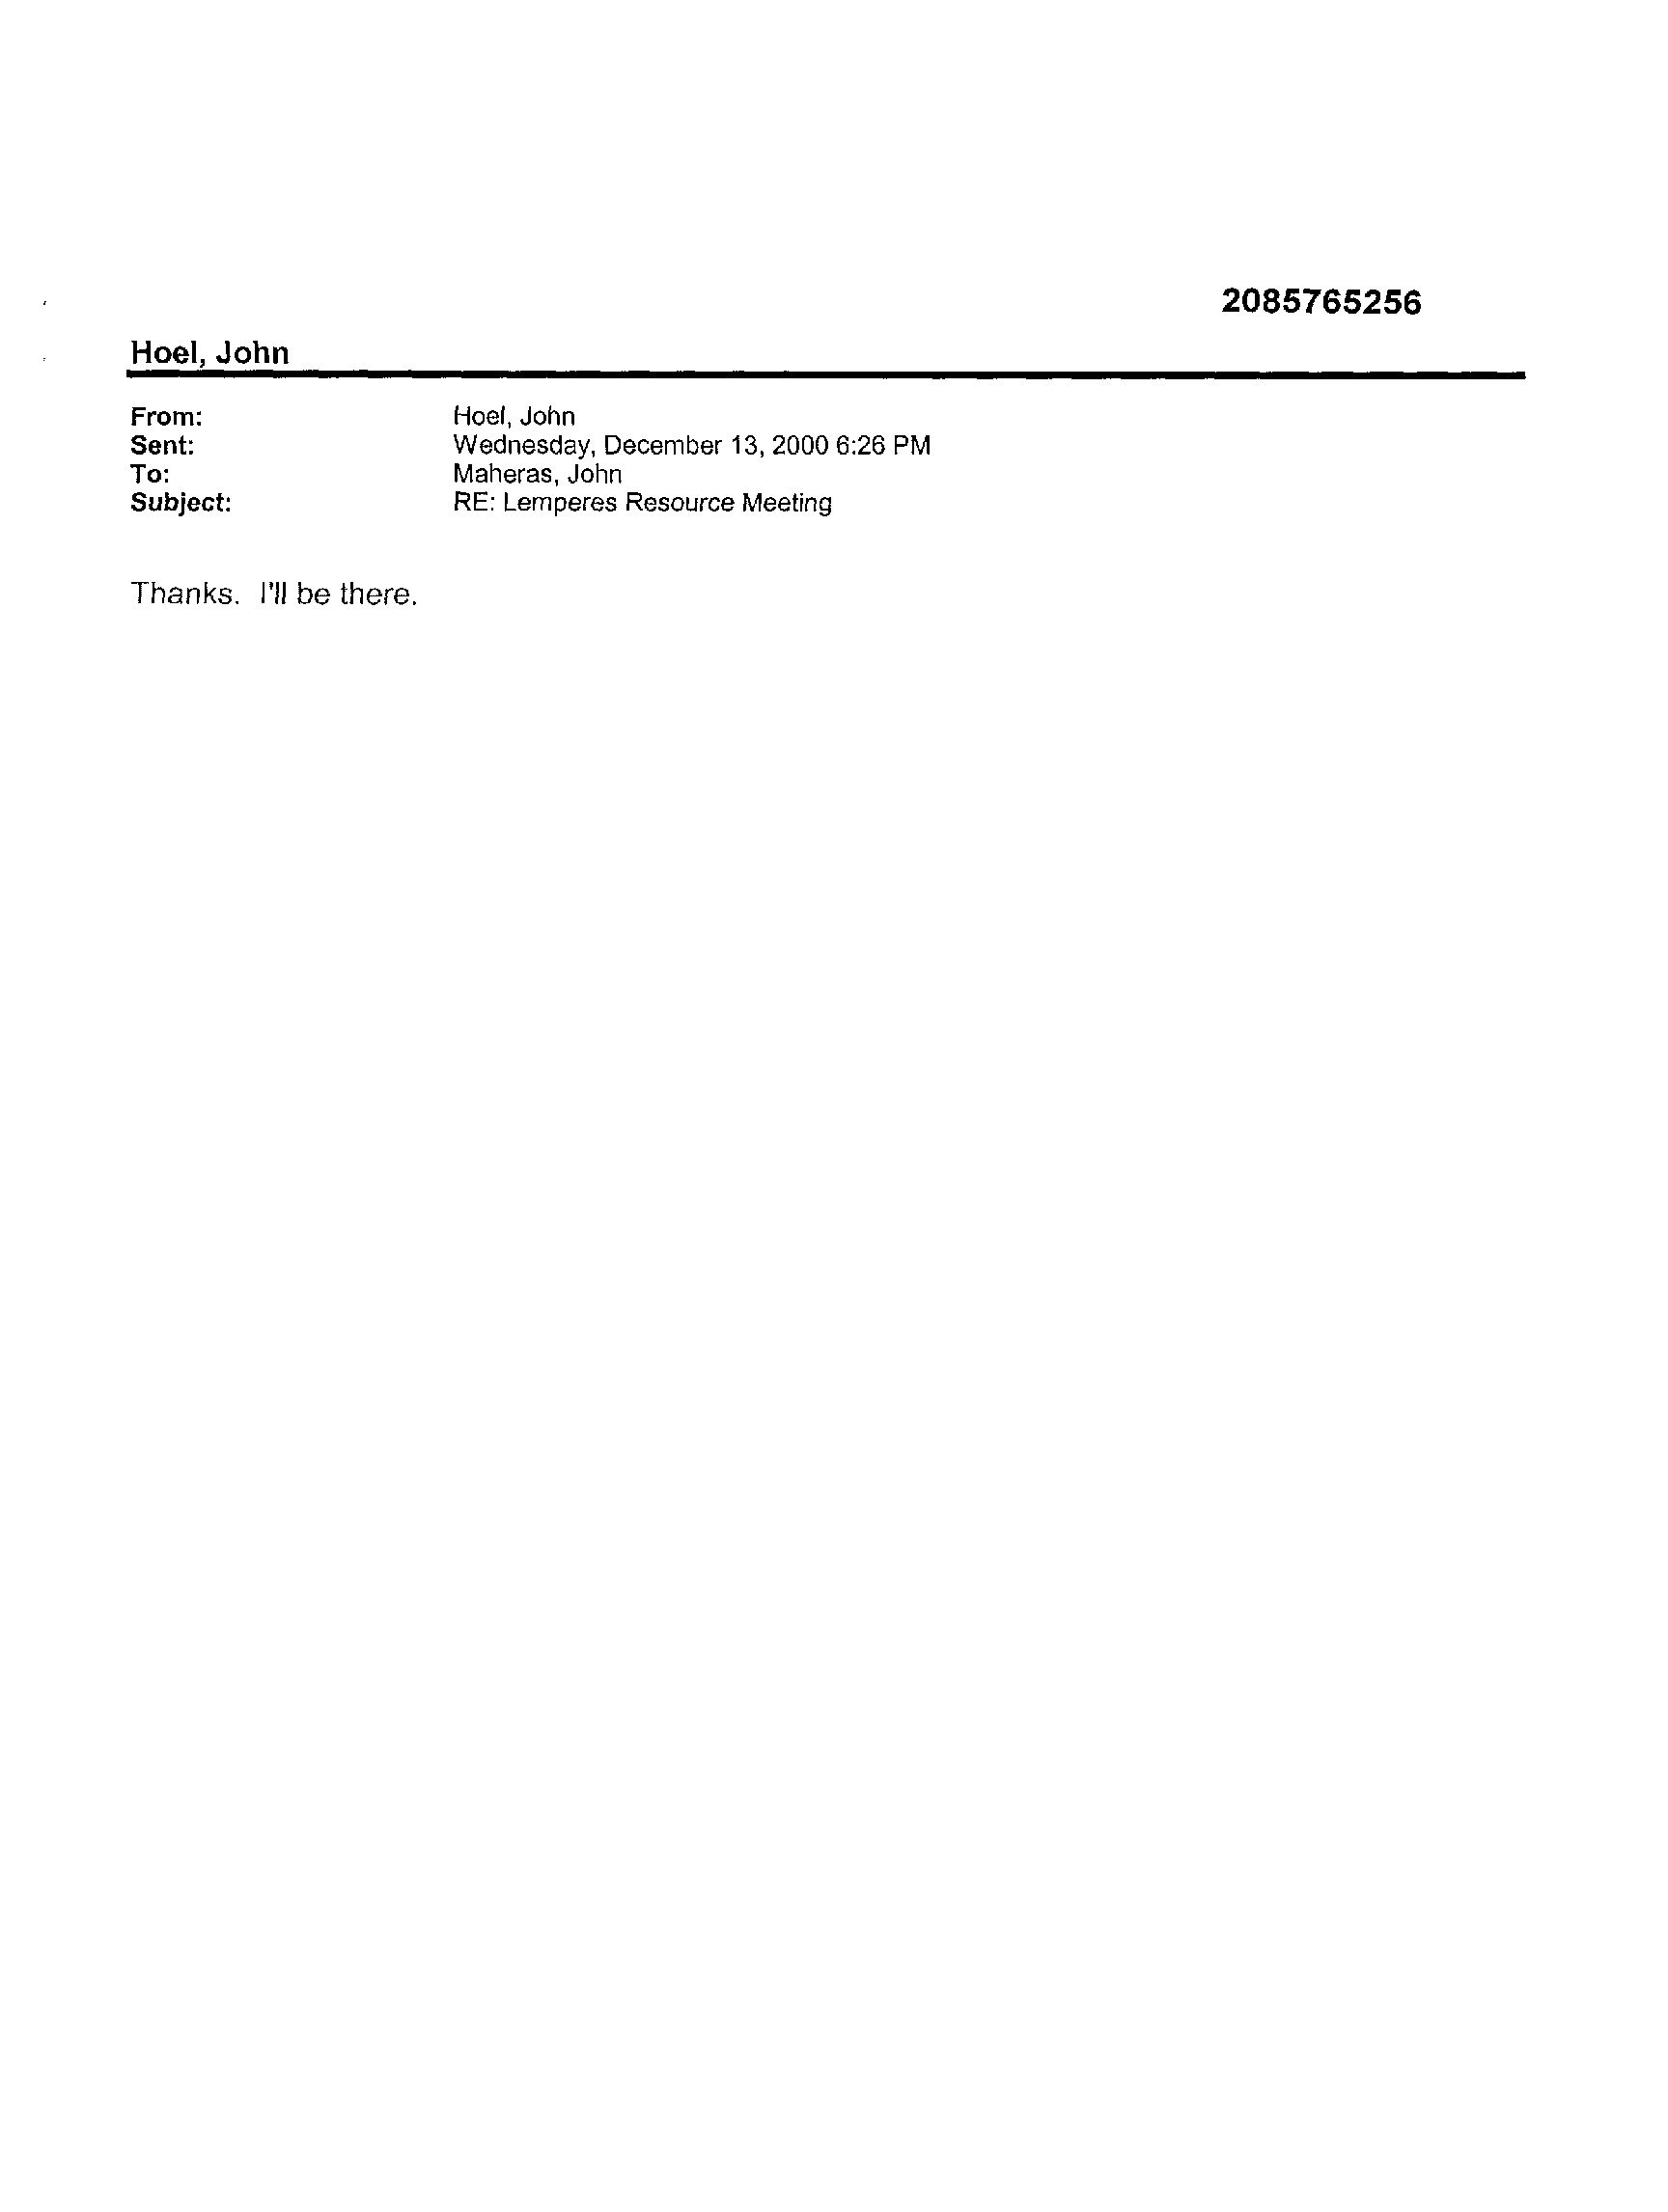 2085765256
Hoel, John
From: Hoel, John
Sent: Wednesday, December 13, 2000 6:26 PM
To: Maheras, John
Subject: RE: Lemperes Resource Meeting
Thanks.  I'll be there.